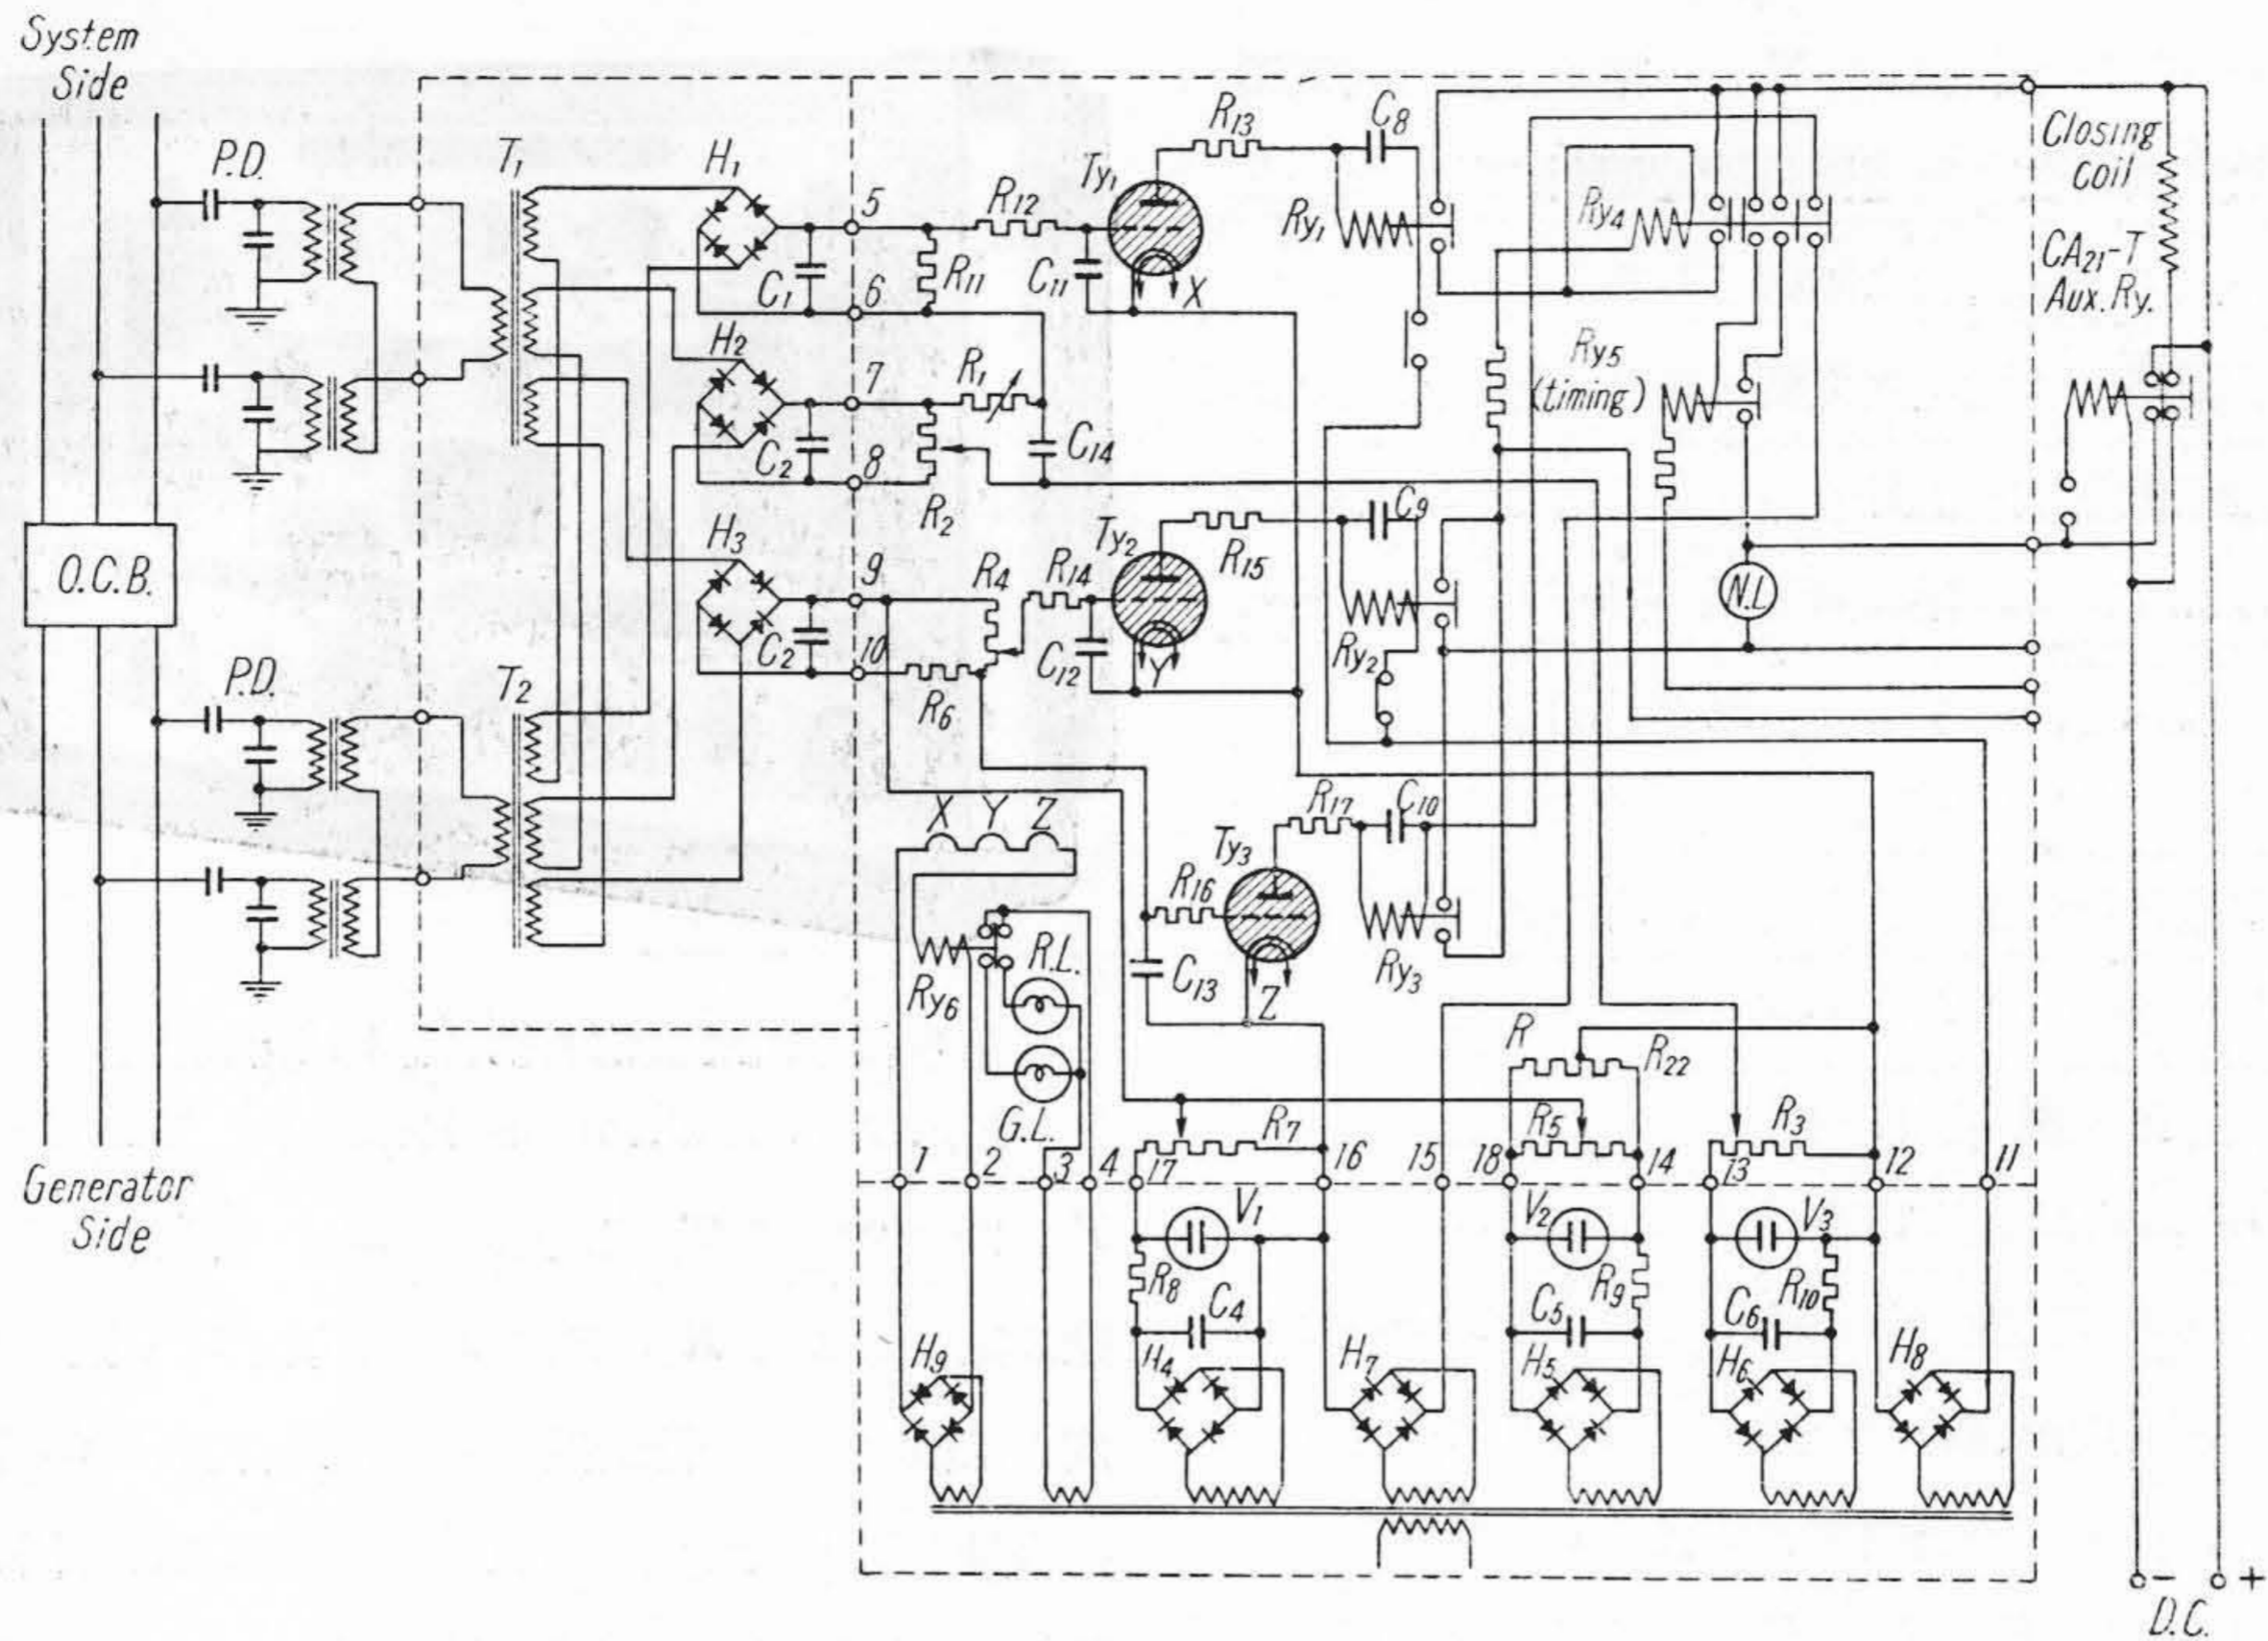 System
Side
P.D.
T1
H1
5
R12
Ty1
R13
C8
Ry1
Ry4
Closing
coil
CA21-T
Aux. Ry.
C1
6
R11
C11
X
H2
7
R1
Ry5
(timing)
C2
8
R2
C14
O.C.B.
H3
9
R4
R14
Ty2
R15
C9
N.L
C2
10
R6
C12
Y
Ry2
P.D.
T2
X
Y
Z
R17
C10
Ty3
R16
Ry3
Ry6
R.L.
C13
Z
G.L.
R
R22
R7
R5
R3
1
2
3
4
17
16
15
18
14
13
12
11
Generator
Side
V1
V2
V3
R8
C4
C5
R9
C6
R10
H9
H4
H7
H5
H6
H8
- +
D.C.